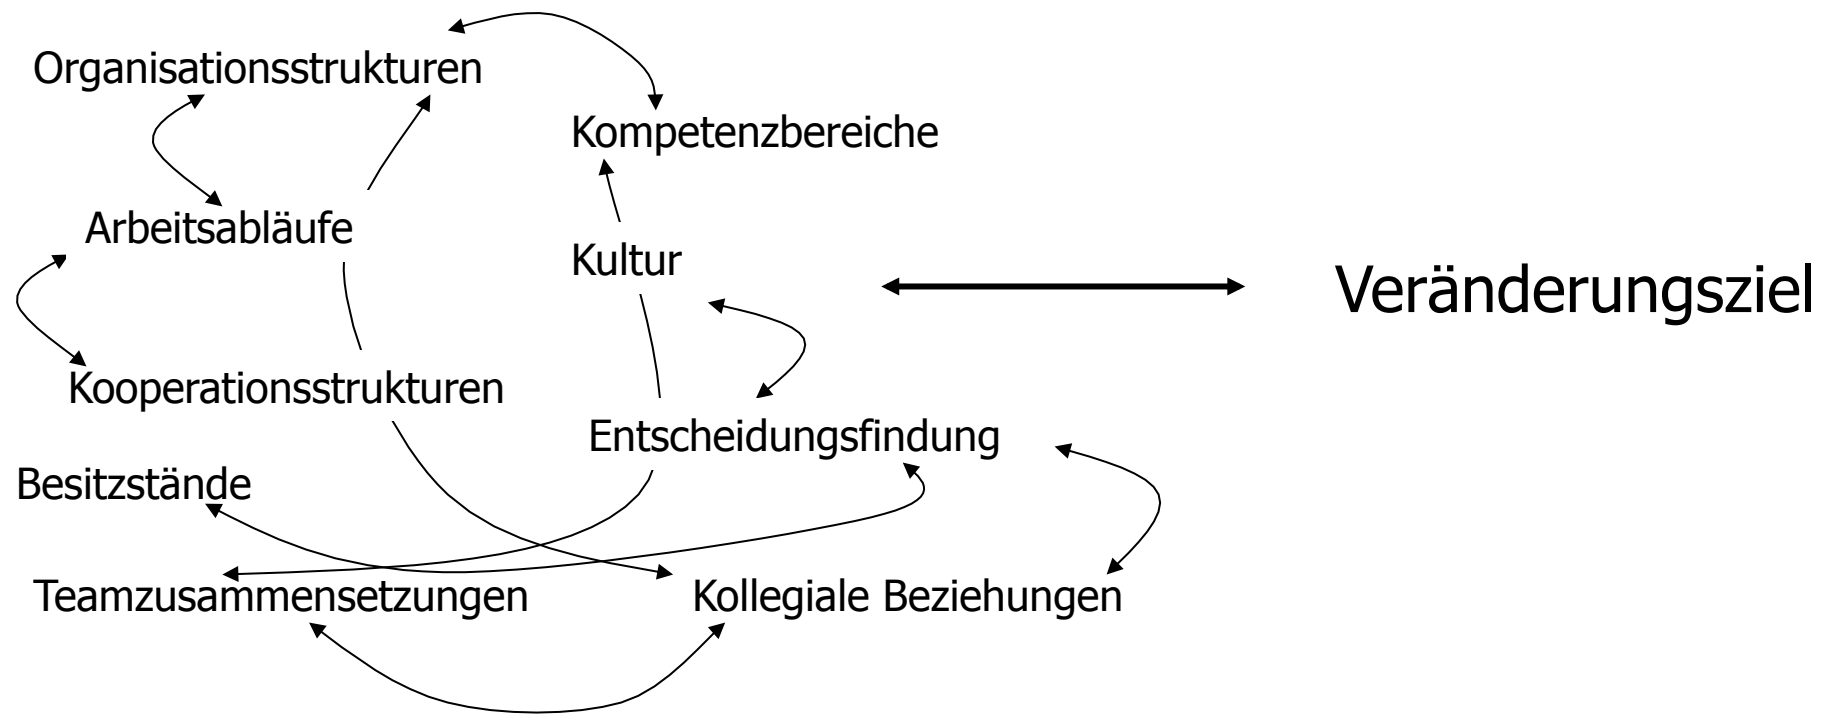 Organisationsstrukturen
Kompetenzbereiche
Arbeitsabläufe
Kultur
Veränderungsziel
Kooperationsstrukturen
Entscheidungsfindung
Besitzstände
Teamzusammensetzungen
Kollegiale Beziehungen